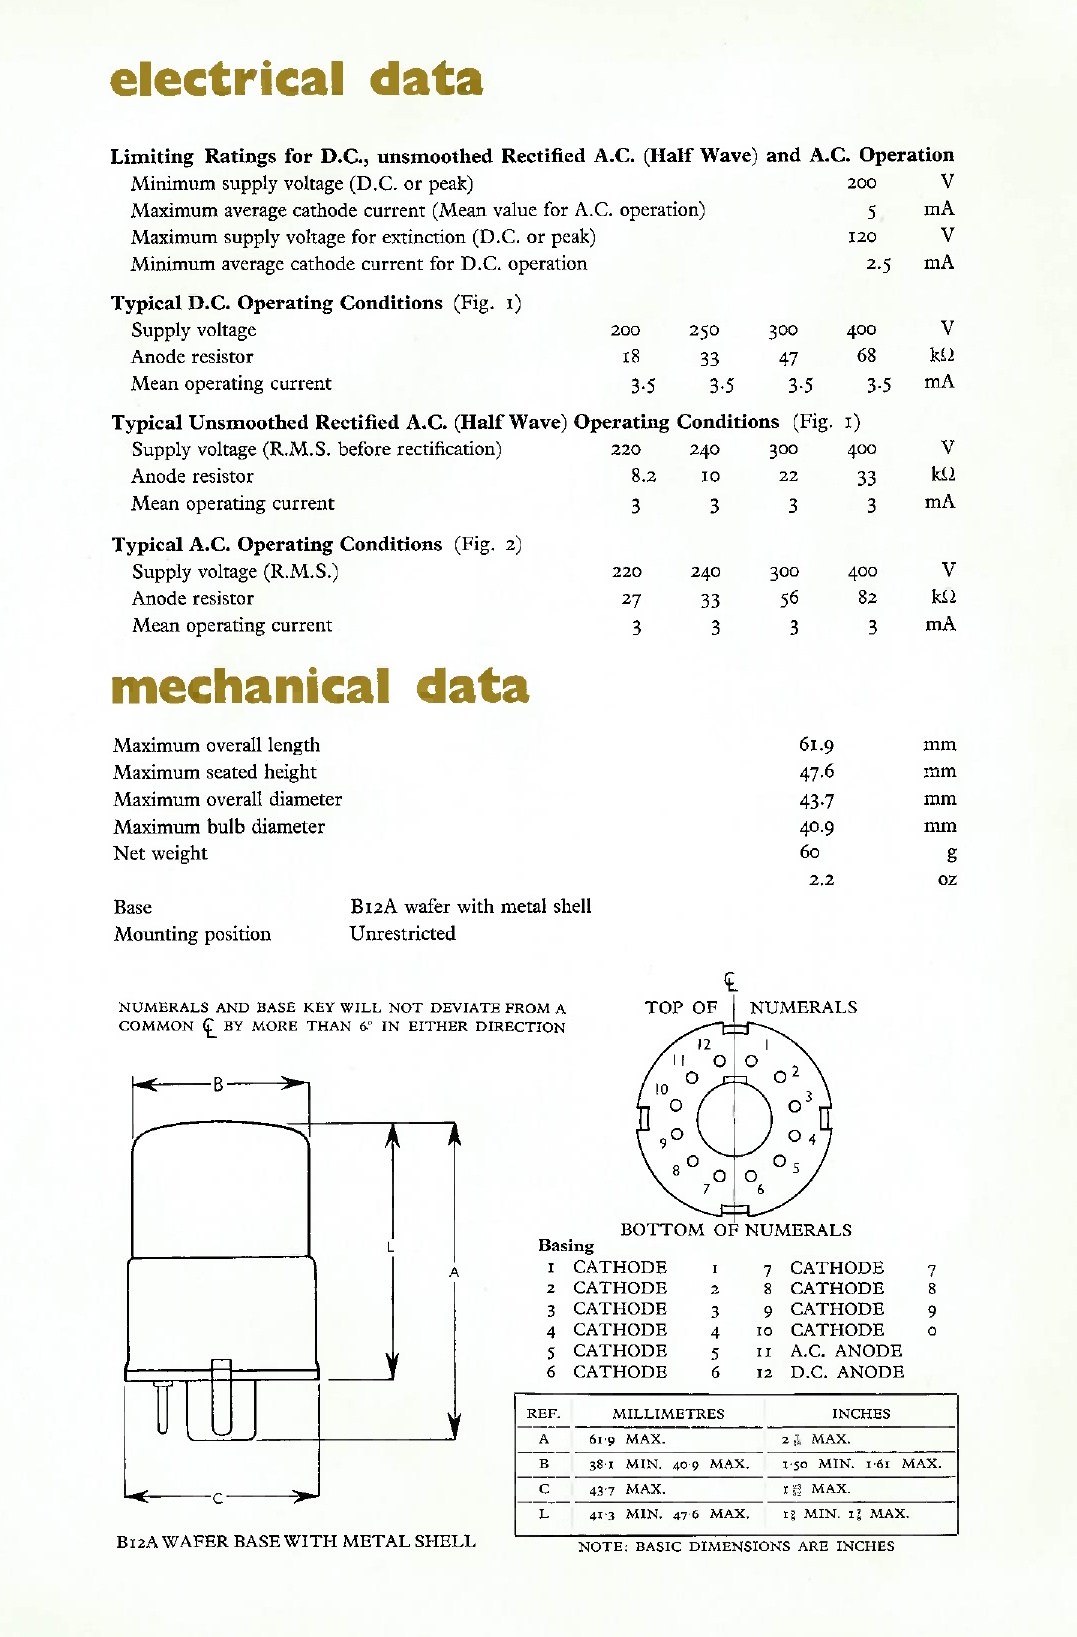 electrical data
Limiting Ratings for D.C., unsmoothed Rectified A.C. (Half Wave) and A.C. Operation
Minimum supply voltage (D.C. or peak) 200 V
Maximum average cathode current (Mean value for A.C. operation) 5 mA
Maximum supply voltage for extinction (D.C. or peak) 120 V
Minimum average cathode current for D.C. operation 2.5 mA
Typical D.C. Operating Conditions (Fig. 1)
Supply voltage 200 250 300 400 V
Anode resistor 18 33 47 68 kΩ
Mean operating current 3.5 3.5 3.5 3.5 mA
Typical Unsmoothed Rectified A.C. (Half Wave) Operating Conditions (Fig. 1)
Supply voltage (R.M.S. before rectification) 220 240 300 400 V
Anode resistor 8.2 10 22 33 kΩ
Mean operating current 3 3 3 3 mA
Typical A.C. Operating Conditions (Fig. 2)
Supply voltage (R.M.S.) 220 240 300 400 V
Anode resistor 27 33 56 82 kΩ
Mean operating current 3 3 3 3 mA
mechanical data
Maximum overall length 61.9 mm
Maximum seated height 47.6 mm
Maximum overall diameter 43.7 mm
Maximum bulb diameter 40.9 mm
Net weight 60 g
2.2 oz
Base B12A wafer with metal shell
Mounting position Unrestricted
NUMERALS AND BASE KEY WILL NOT DEVIATE FROM A
COMMON ℄ BY MORE THAN 6° IN EITHER DIRECTION
B
L
A
C
B12A WAFER BASE WITH METAL SHELL
℄
TOP OF NUMERALS
12 1
11 2
10 3
9 4
8 5
7 6
BOTTOM OF NUMERALS
Basing
1 CATHODE 1 7 CATHODE 7
2 CATHODE 2 8 CATHODE 8
3 CATHODE 3 9 CATHODE 9
4 CATHODE 4 10 CATHODE 0
5 CATHODE 5 11 A.C. ANODE
6 CATHODE 6 12 D.C. ANODE
REF. MILLIMETRES INCHES
A 61.9 MAX. 2 MAX.
B 38.1 MIN. 40.9 MAX. 1.50 MIN. 1.61 MAX.
C 43.7 MAX. 1 MAX.
L 41.3 MIN. 47.6 MAX. MIN. MAX.
NOTE: BASIC DIMENSIONS ARE INCHES